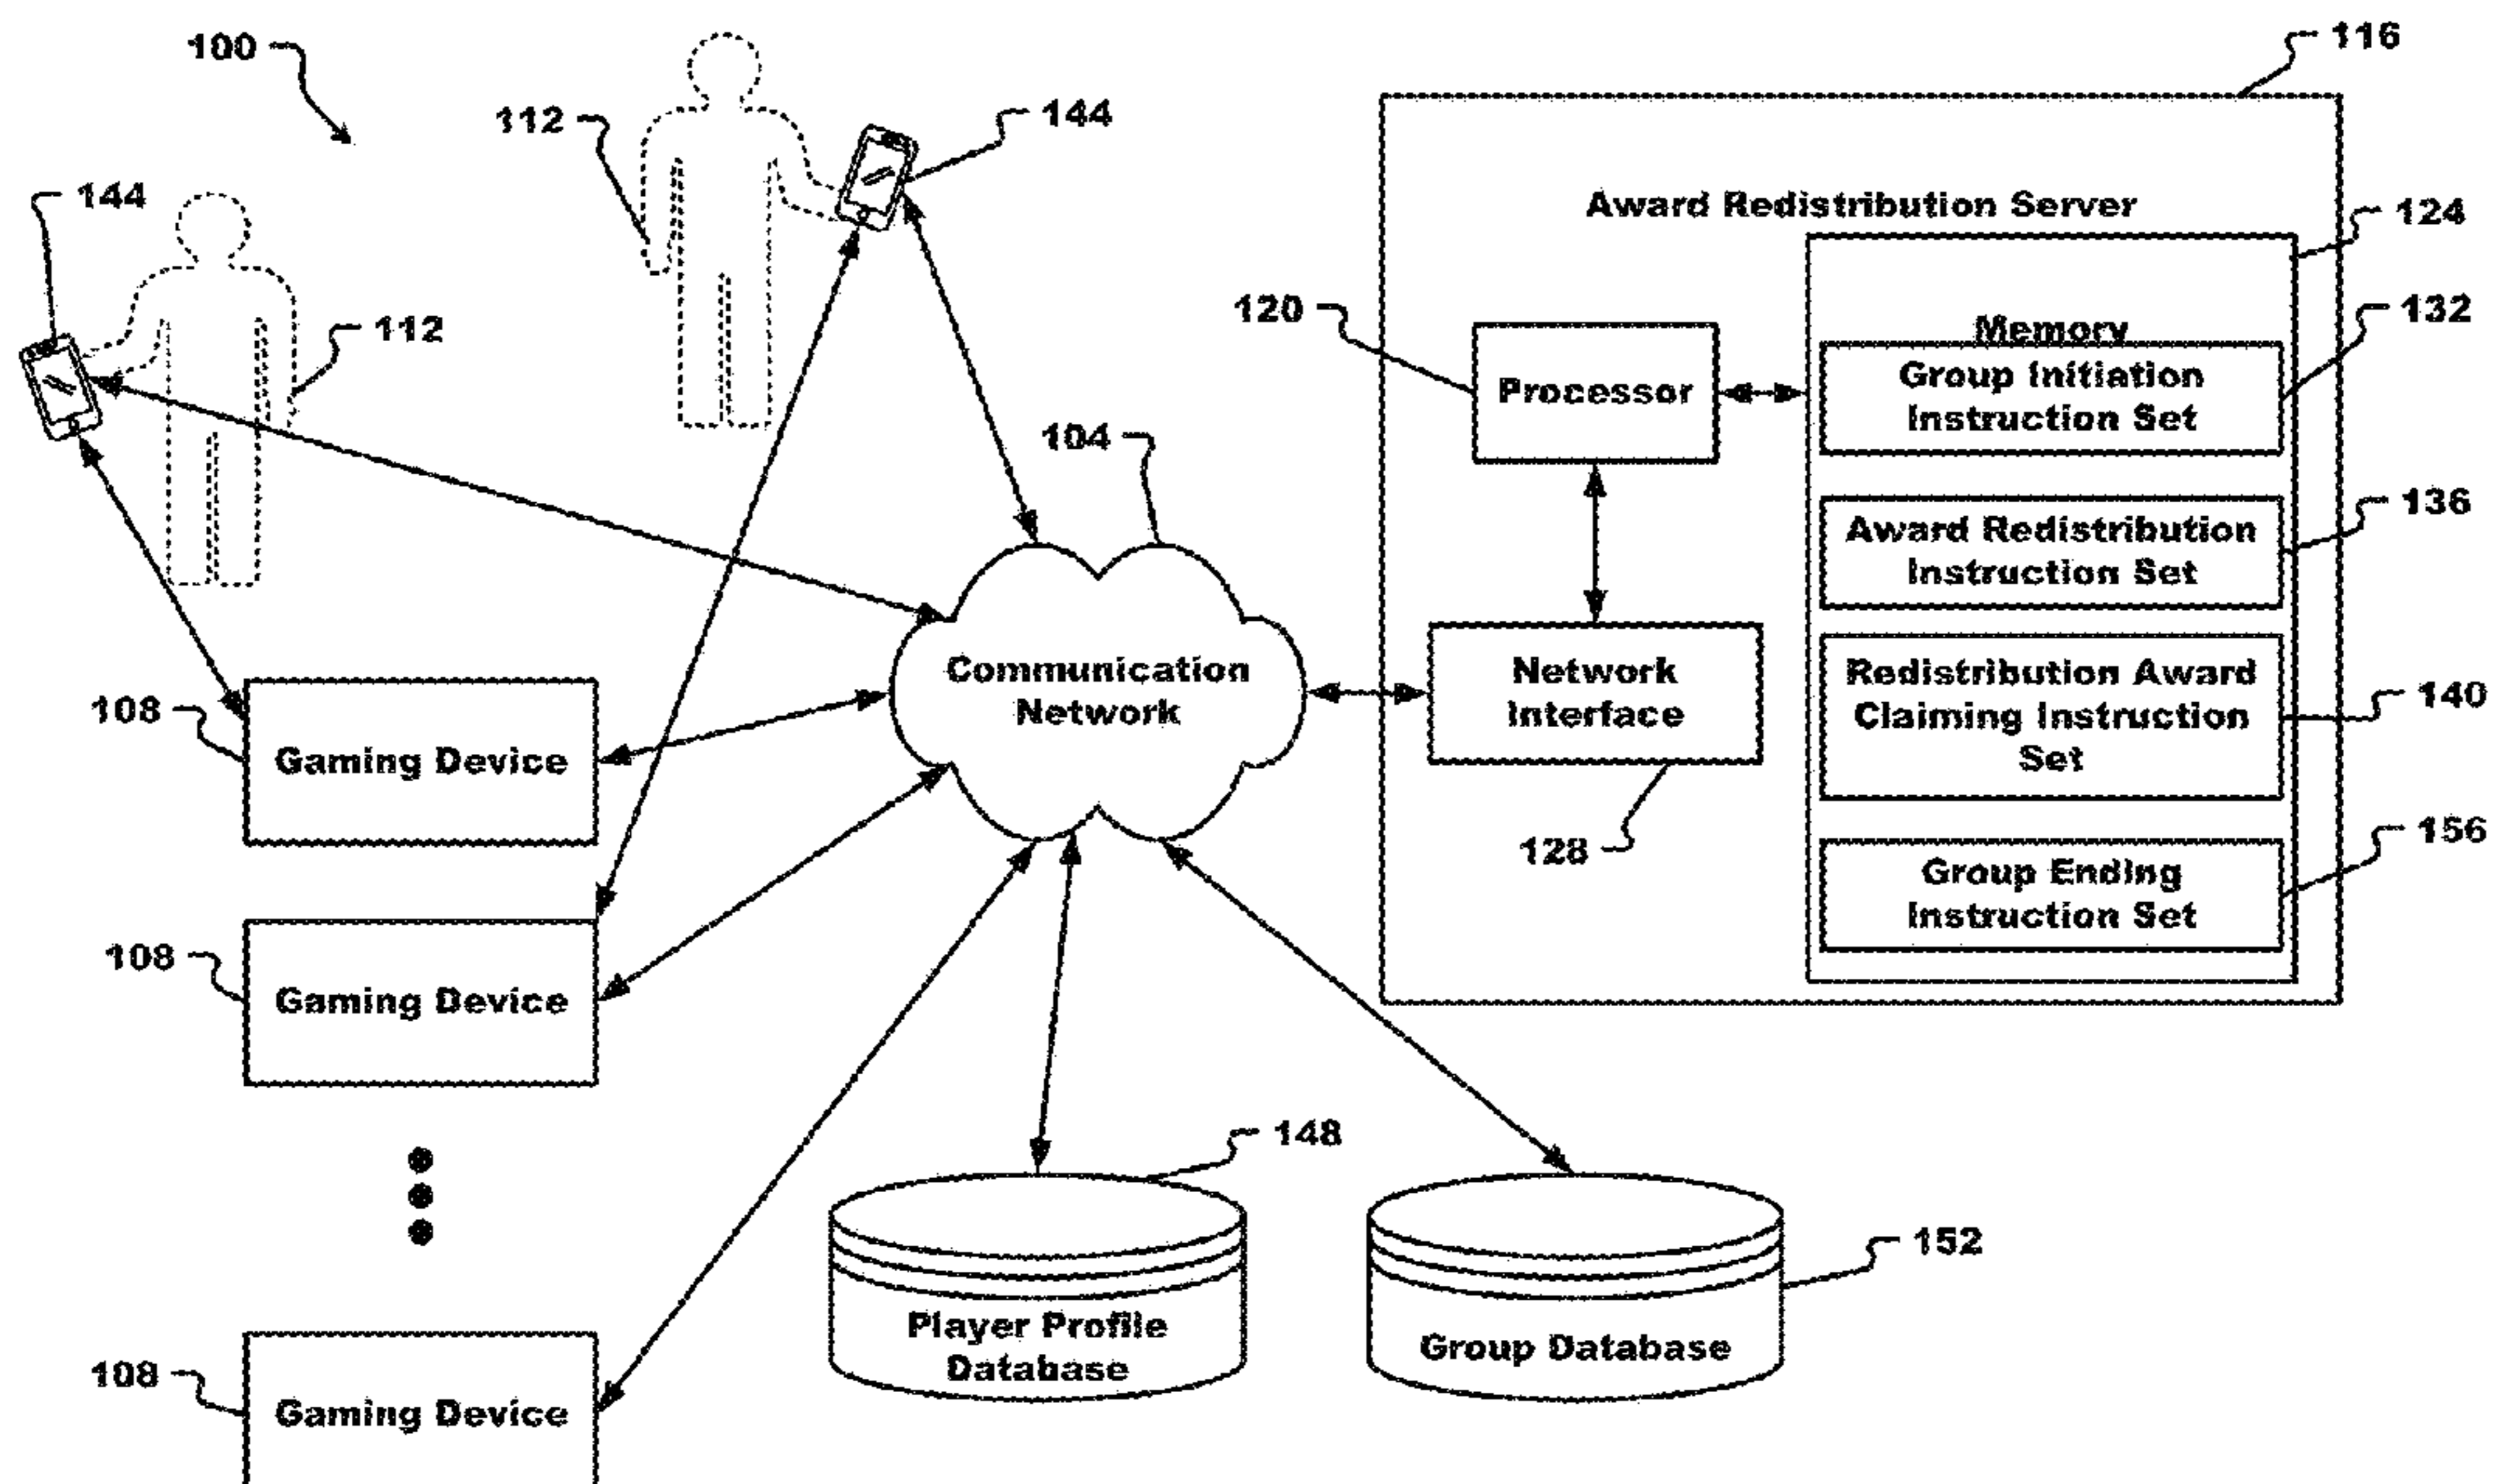 100
112
144
116
144
112
Award Redistribution Server
124
120
132
Memory
Processor
Group Initiation
Instruction Set
104
136
Award Redistribution
Instruction Set
Communication
Network
Network
Interface
Redistribution Award
Claiming Instruction
Set
140
108
Gaming Device
128
156
Group Ending
Instruction Set
108
Gaming Device
148
152
Player Profile
Database
Group Database
108
Gaming Device